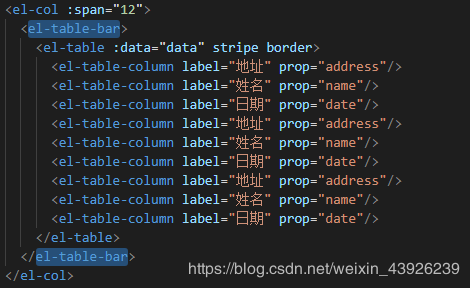 <el-col :span="12">
<el-table-bar>
<el-table :data="data" stripe border>
<el-table-column label="地址" prop="address"/>
<el-table-column label="姓名" prop="name"/>
<el-table-column label="日期" prop="date"/>
<el-table-column label="地址" prop="address"/>
<el-table-column label="姓名" prop="name"/>
<el-table-column label="日期" prop="date"/>
<el-table-column label="地址" prop="address"/>
<el-table-column label="姓名" prop="name"/>
<el-table-column label="日期" prop="date"/>
</el-table>
</el-table-bar>
</el-col>
https://blog.csdn.net/weixin_43926239